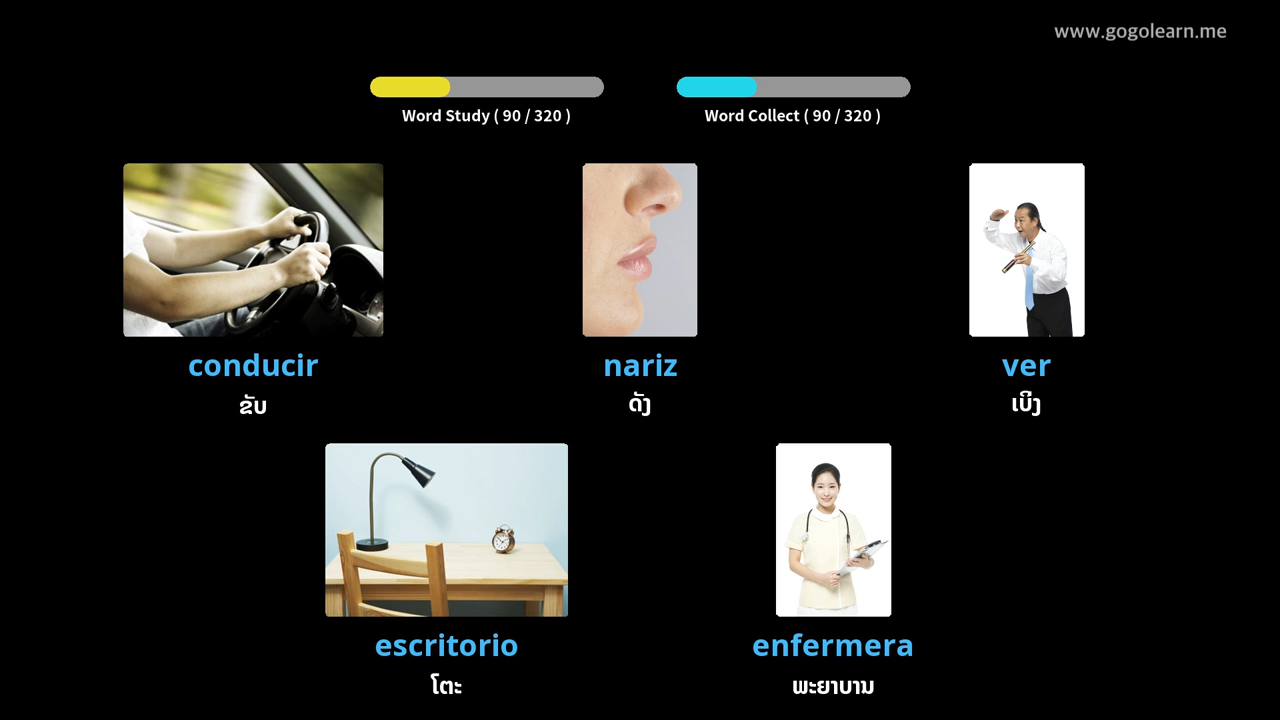 www.gogolearn.me
Word Study ( 90 / 320 )
Word Collect ( 90 / 320 )
conducir
ຂັບ
nariz
ດັງ
ver
ເບິງ
escritorio
ໂຕະ
enfermera
ພະຍາບານ